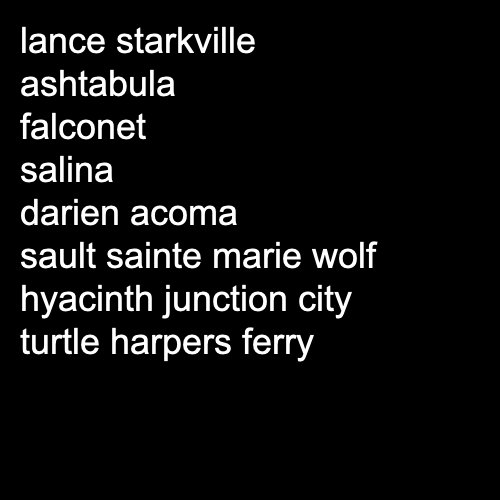 lance starkville
ashtabula
falconet
salina
darien acoma
sault sainte marie wolf
hyacinth junction city
turtle harpers ferry